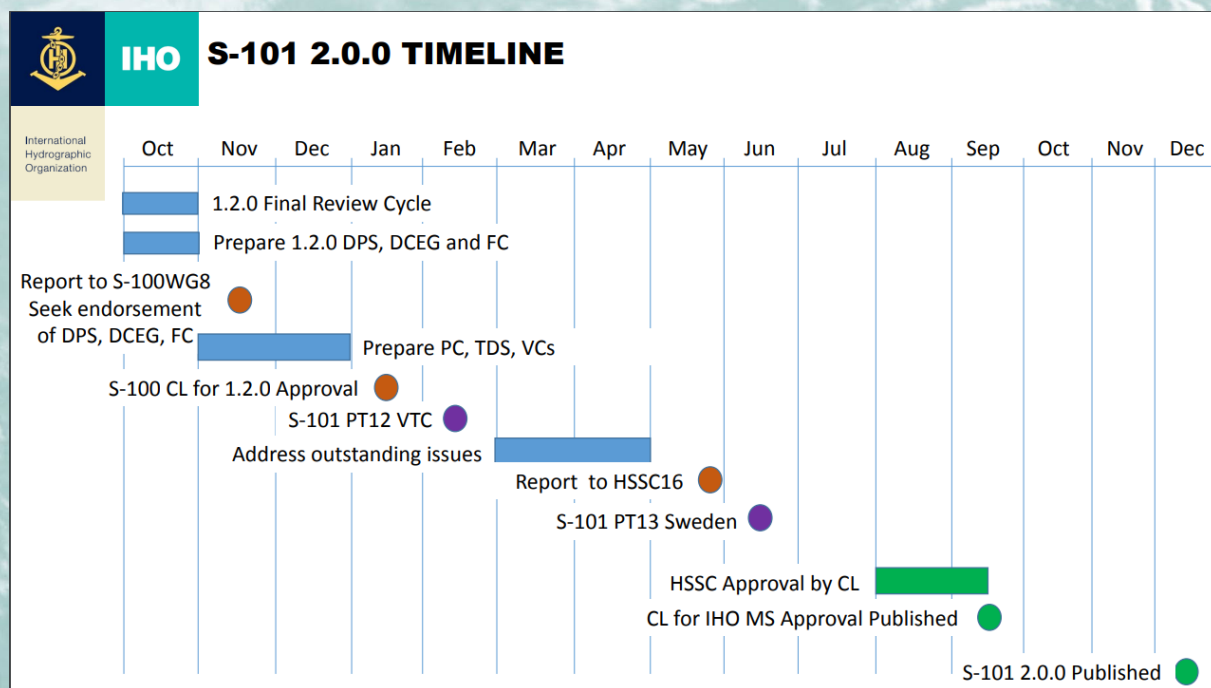 IHO
S-101 2.0.0 TIMELINE
International
Hydrographic
Organization
Oct Nov Dec Jan Feb Mar Apr May Jun Jul Aug Sep Oct Nov Dec
1.2.0 Final Review Cycle
Prepare 1.2.0 DPS, DCEG and FC
Report to S-100WG8
Seek endorsement
of DPS, DCEG, FC
Prepare PC, TDS, VCs
S-100 CL for 1.2.0 Approval
S-101 PT12 VTC
Address outstanding issues
Report to HSSC16
S-101 PT13 Sweden
HSSC Approval by CL
CL for IHO MS Approval Published
S-101 2.0.0 Published